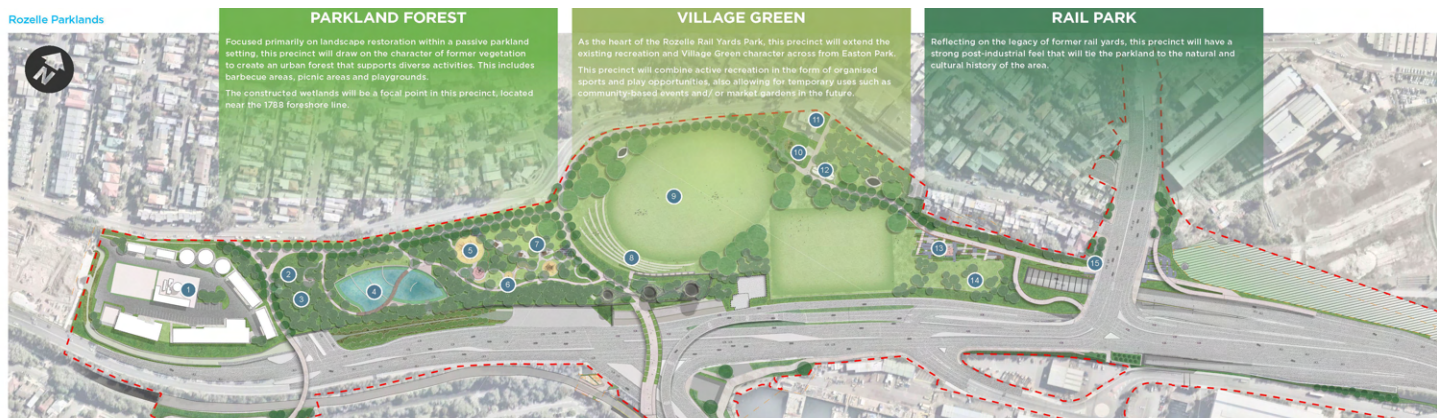 Rozelle Parklands
N
PARKLAND FOREST
Focused primarily on landscape restoration within a passive parkland
setting, this precinct will draw on the character of former vegetation
to create an urban forest that supports diverse activities. This includes
barbecue areas, picnic areas and playgrounds.
The constructed wetlands will be a focal point in this precinct, located
near the 1788 foreshore line.
VILLAGE GREEN
As the heart of the Rozelle Rail Yards Park, this precinct will extend the
existing recreation and Village Green character across from Easton Park.
This precinct will combine active recreation in the form of organised
sports and play opportunities, also allowing for temporary uses such as
community-based events and/ or market gardens in the future.
RAIL PARK
Reflecting on the legacy of former rail yards, this precinct will have a
strong post-industrial feel that will tie the parkland to the natural and
cultural history of the area.
1
2
3
4
5
6
7
8
9
10
11
12
13
14
15